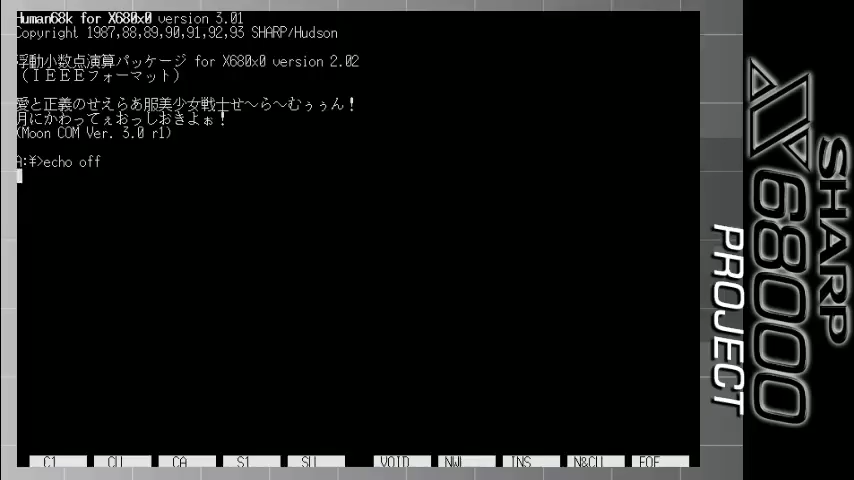 Human68k for X680x0 version 3.01
Copyright 1987,88,89,90,91,92,93 SHARP/Hudson
浮動小数点演算パッケージ for X680x0 version 2.02
（ＩＥＥＥフォーマット）
愛と正義のせえらあ服美少女戦士せ〜ら〜むぅぅん！
月にかわってぇおっしおきよぉ！
(Moon COM Ver. 3.0 r1)
A:¥>echo off
C1 CU CA S1 SU VOID NWL INS N&CU EOF
SHARP
X68000
PROJECT